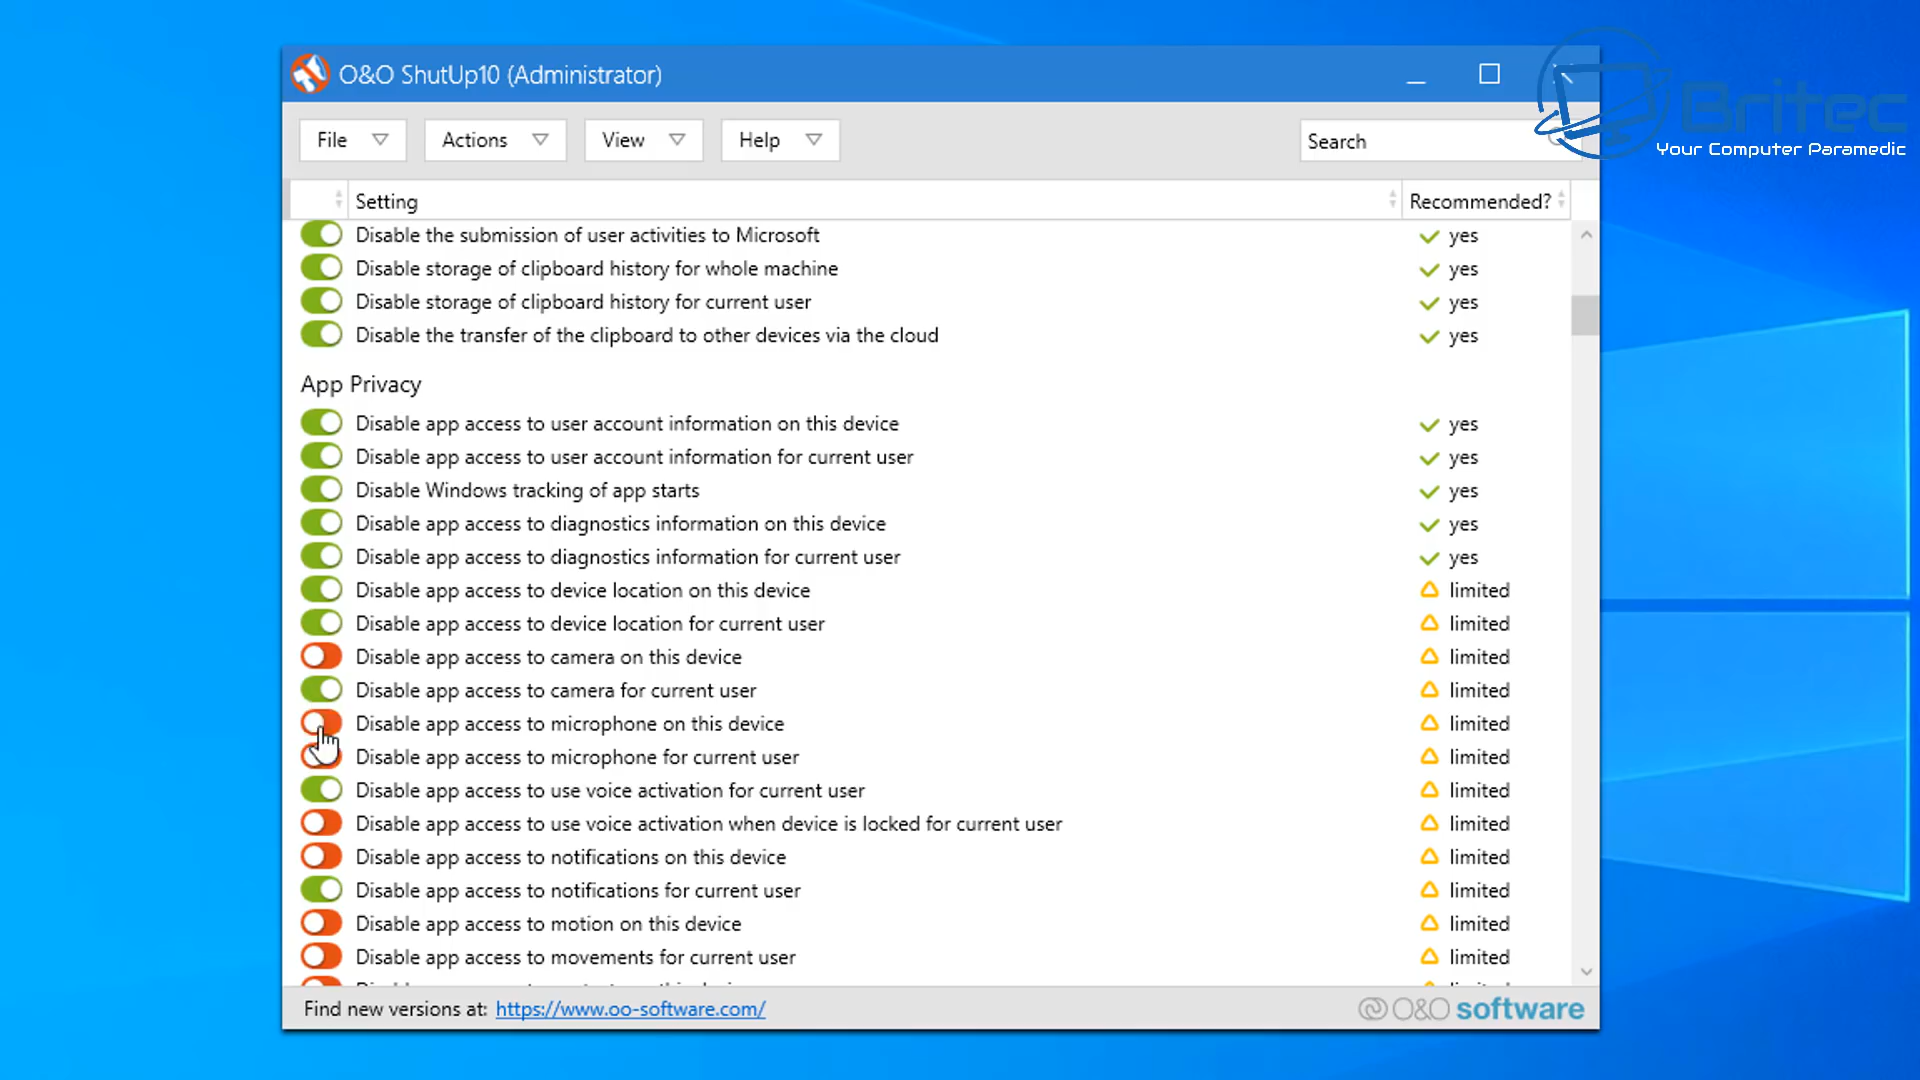 O&O ShutUp10 (Administrator)
Britec
Your Computer Paramedic
File Actions View Help Search
Setting Recommended?
Disable the submission of user activities to Microsoft yes
Disable storage of clipboard history for whole machine yes
Disable storage of clipboard history for current user yes
Disable the transfer of the clipboard to other devices via the cloud yes
App Privacy
Disable app access to user account information on this device yes
Disable app access to user account information for current user yes
Disable Windows tracking of app starts yes
Disable app access to diagnostics information on this device yes
Disable app access to diagnostics information for current user yes
Disable app access to device location on this device limited
Disable app access to device location for current user limited
Disable app access to camera on this device limited
Disable app access to camera for current user limited
Disable app access to microphone on this device limited
Disable app access to microphone for current user limited
Disable app access to use voice activation for current user limited
Disable app access to use voice activation when device is locked for current user limited
Disable app access to notifications on this device limited
Disable app access to notifications for current user limited
Disable app access to motion on this device limited
Disable app access to movements for current user limited
Find new versions at: https://www.oo-software.com/ O&O software